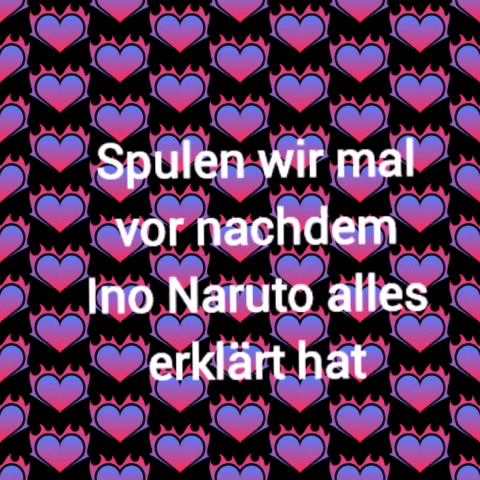 Spulen wir mal
vor nachdem
Ino Naruto alles
erklärt hat